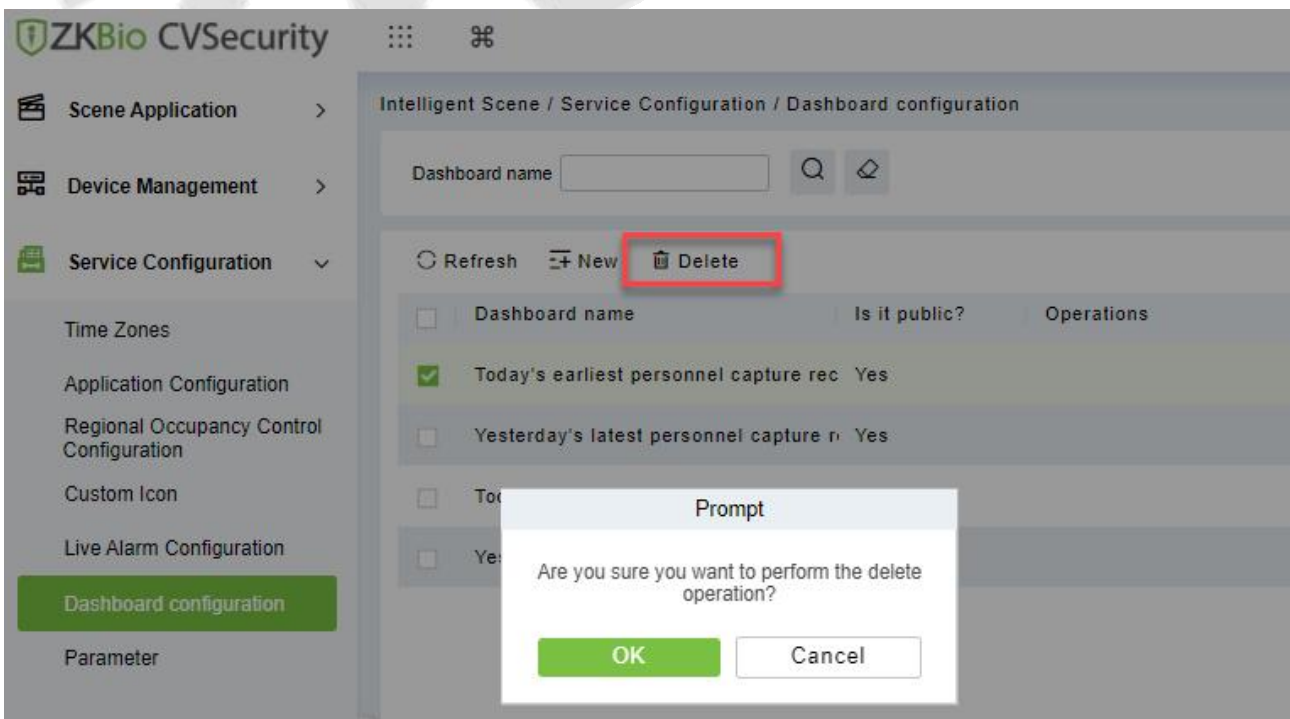 ZKBio CVSecurity
Scene Application
Device Management
Service Configuration
Time Zones
Application Configuration
Regional Occupancy Control
Configuration
Custom Icon
Live Alarm Configuration
Dashboard configuration
Parameter
Intelligent Scene / Service Configuration / Dashboard configuration
Dashboard name
Refresh New Delete
Dashboard name Is it public? Operations
Today's earliest personnel capture rec Yes
Yesterday's latest personnel capture Yes
Prompt
Are you sure you want to perform the delete
operation?
OK Cancel